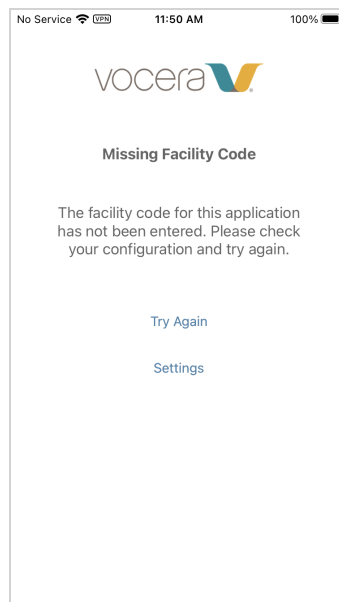 No Service VPN 11:50 AM 100%
vocera
Missing Facility Code
The facility code for this application
has not been entered. Please check
your configuration and try again.
Try Again
Settings